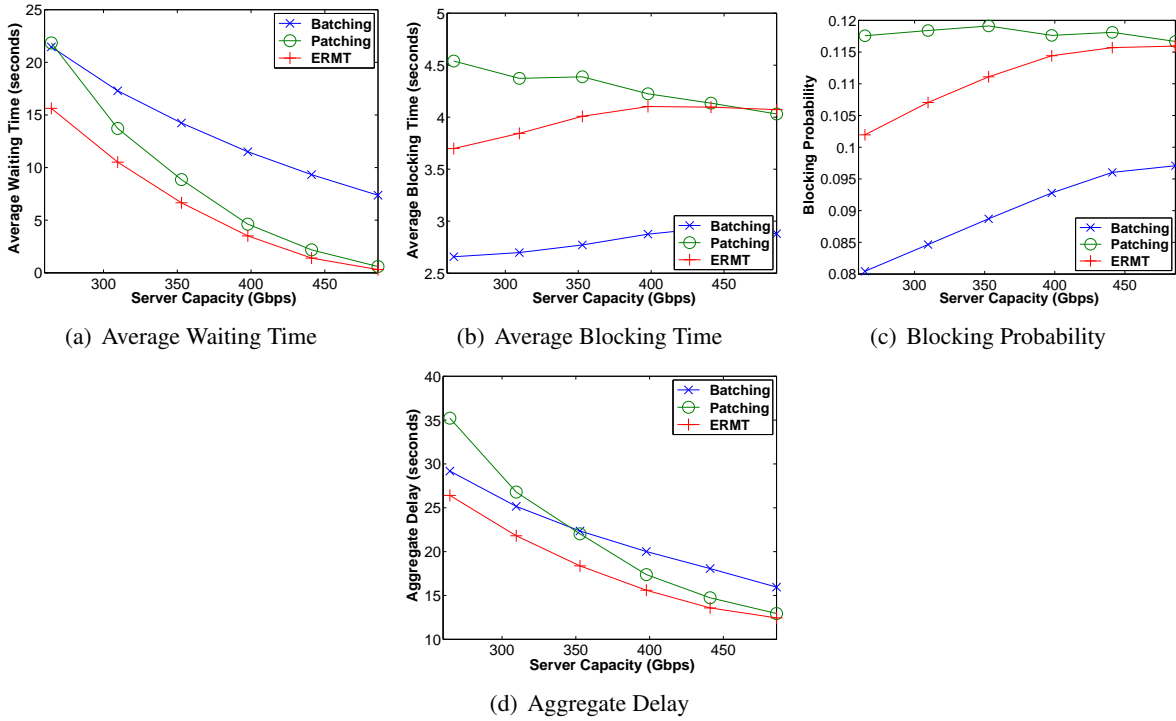 25
20
15
10
5
0
300
350
400
450
Average Waiting Time (seconds)
Server Capacity (Gbps)
Batching
Patching
ERMT
(a) Average Waiting Time
5
4.5
4
3.5
3
2.5
300
350
400
450
Average Blocking Time (seconds)
Server Capacity (Gbps)
Batching
Patching
ERMT
(b) Average Blocking Time
0.12
0.115
0.11
0.105
0.1
0.095
0.09
0.085
0.08
300
350
400
450
Blocking Probability
Server Capacity (Gbps)
Batching
Patching
ERMT
(c) Blocking Probability
40
35
30
25
20
15
10
300
350
400
450
Aggregate Delay (seconds)
Server Capacity (Gbps)
Batching
Patching
ERMT
(d) Aggregate Delay